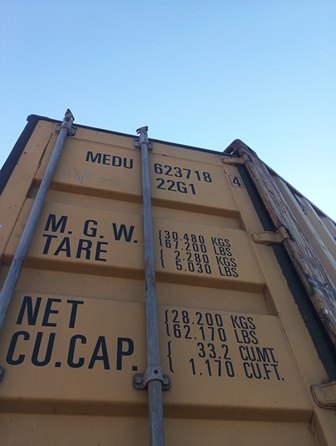 MEDU 623718 4
22G1
M. G. W. 30.480 KGS
67.200 LBS
TARE 2.280 KGS
5.030 LBS
NET 28.200 KGS
62.170 LBS
CU.CAP. 33.2 CU.MT.
1.170 CU.FT.